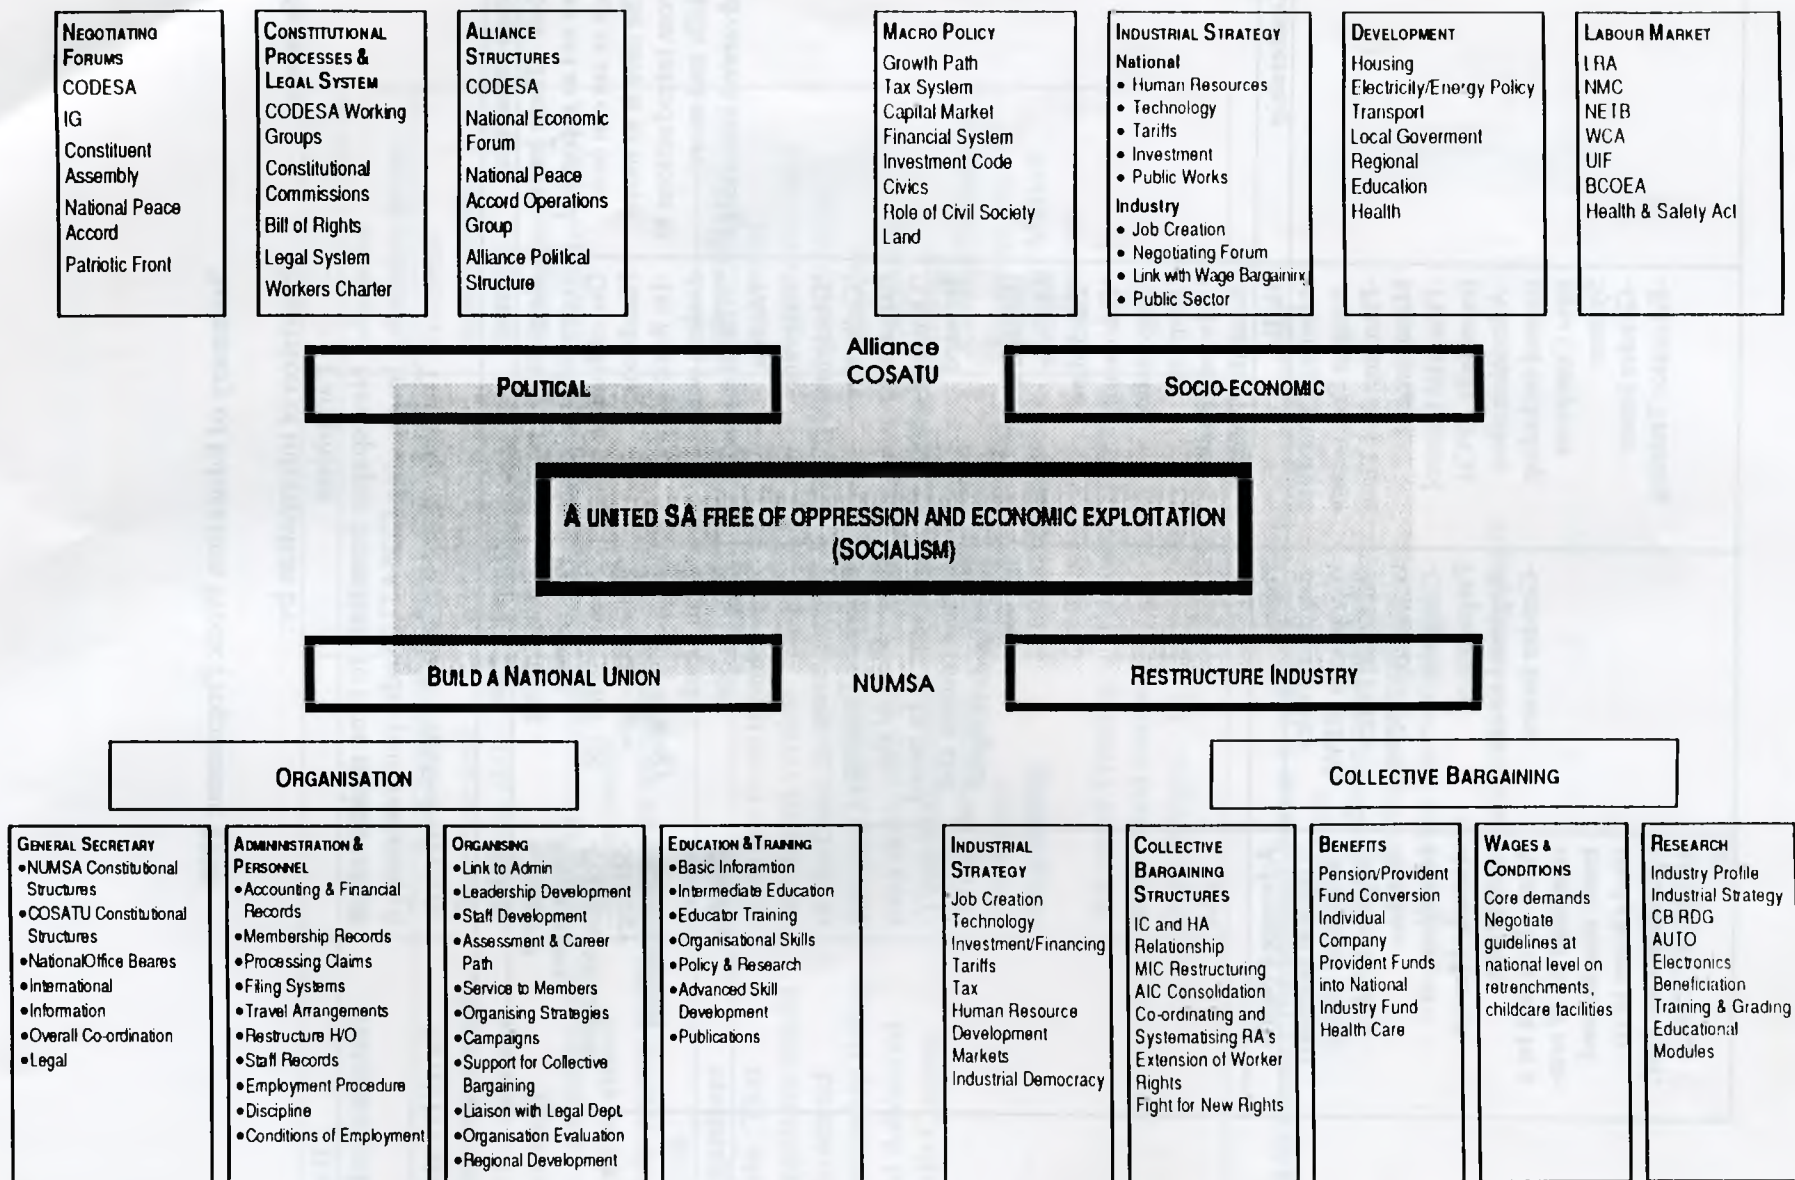 NEGOTIATING
FORUMS
CODESA
IG
Constituent
Assembly
National Peace
Accord
Patriotic Front
CONSTITUTIONAL
PROCESSES &
LEGAL SYSTEM
CODESA Working
Groups
Constitutional
Commissions
Bill of Rights
Legal System
Workers Charter
ALLIANCE
STRUCTURES
CODESA
National Economic
Forum
National Peace
Accord Operations
Group
Alliance Political
Structure
MACRO POLICY
Growth Path
Tax System
Capital Market
Financial System
Investment Code
Civics
Role of Civil Society
Land
INDUSTRIAL STRATEGY
National
• Human Resources
• Technology
• Tariffs
• Investment
• Public Works
Industry
• Job Creation
• Negotiating Forum
• Link with Wage Bargaining
• Public Sector
DEVELOPMENT
Housing
Electricity/Energy Policy
Transport
Local Goverment
Regional
Education
Health
LABOUR MARKET
LRA
NMC
NETB
WCA
UIF
BCOEA
Health & Safety Act
POLITICAL
Alliance
COSATU
SOCIO-ECONOMIC
A UNITED SA FREE OF OPPRESSION AND ECONOMIC EXPLOITATION
(SOCIALISM)
BUILD A NATIONAL UNION
NUMSA
RESTRUCTURE INDUSTRY
ORGANISATION
COLLECTIVE BARGAINING
GENERAL SECRETARY
•NUMSA Constitutional
Structures
•COSATU Constitutional
Structures
•NationalOffice Beares
•International
•Information
•Overall Co-ordination
•Legal
ADMININISTRATION &
PERSONNEL
•Accounting & Financial
Records
•Membership Records
•Processing Claims
•Filing Systems
•Travel Arrangements
•Restructure H/O
•Staff Records
•Employment Procedure
•Discipline
•Conditions of Employment
ORGANISING
•Link to Admin
•Leadership Development
•Staff Development
•Assessment & Career
Path
•Service to Members
•Organising Strategies
•Campaigns
•Support for Collective
Bargaining
•Liaison with Legal Dept.
•Organisation Evaluation
•Regional Development
EDUCATION & TRAINING
•Basic Inforamtion
•Intermediate Education
•Educator Training
•Organisational Skills
•Policy & Research
•Advanced Skill
Development
•Publications
INDUSTRIAL
STRATEGY
Job Creation
Technology
Investment/Financing
Tariffs
Tax
Human Resource
Development
Markets
Industrial Democracy
COLLECTIVE
BARGAINING
STRUCTURES
IC and HA
Relationship
MIC Restructuring
AIC Consolidation
Co-ordinating and
Systematising RA's
Extension of Worker
Rights
Fight for New Rights
BENEFITS
Pension/Provident
Fund Conversion
Individual
Company
Provident Funds
into National
Industry Fund
Health Care
WAGES &
CONDITIONS
Core demands
Negotiate
guidelines at
national level on
retrenchments,
childcare facilities
RESEARCH
Industry Profile
Industrial Strategy
CB RDG
AUTO
Electronics
Beneficiation
Training & Grading
Educational
Modules